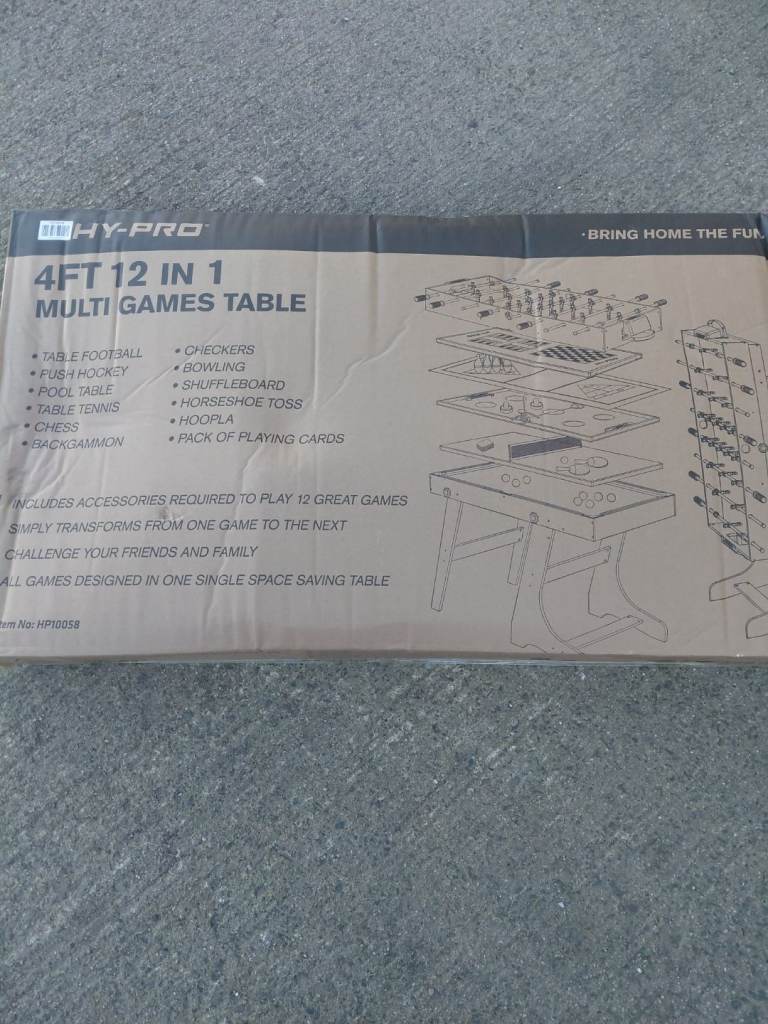 HY-PRO
· BRING HOME THE FUN
4FT 12 IN 1
MULTI GAMES TABLE
• TABLE FOOTBALL
• PUSH HOCKEY
• POOL TABLE
• TABLE TENNIS
• CHESS
• BACKGAMMON
• CHECKERS
• BOWLING
• SHUFFLEBOARD
• HORSESHOE TOSS
• HOOPLA
• PACK OF PLAYING CARDS
INCLUDES ACCESSORIES REQUIRED TO PLAY 12 GREAT GAMES
SIMPLY TRANSFORMS FROM ONE GAME TO THE NEXT
CHALLENGE YOUR FRIENDS AND FAMILY
ALL GAMES DESIGNED IN ONE SINGLE SPACE SAVING TABLE
tem No: HP10058